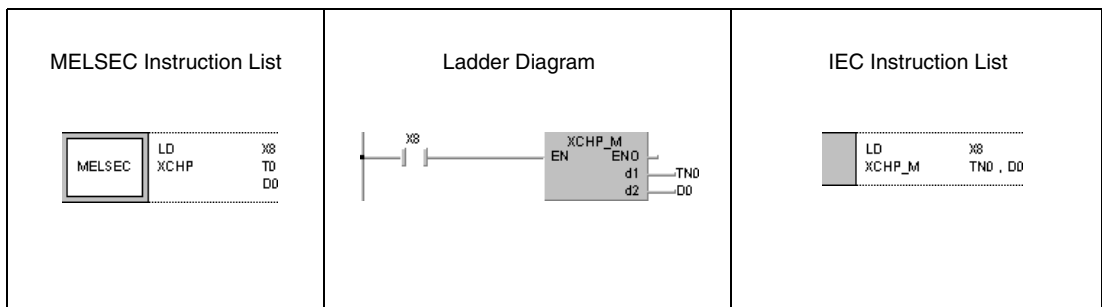 MELSEC Instruction List
MELSEC
LD X8
XCHP T0
D0
Ladder Diagram
X8
XCHP_M
EN ENO
d1 TN0
d2 D0
IEC Instruction List
LD X8
XCHP_M TN0 , D0